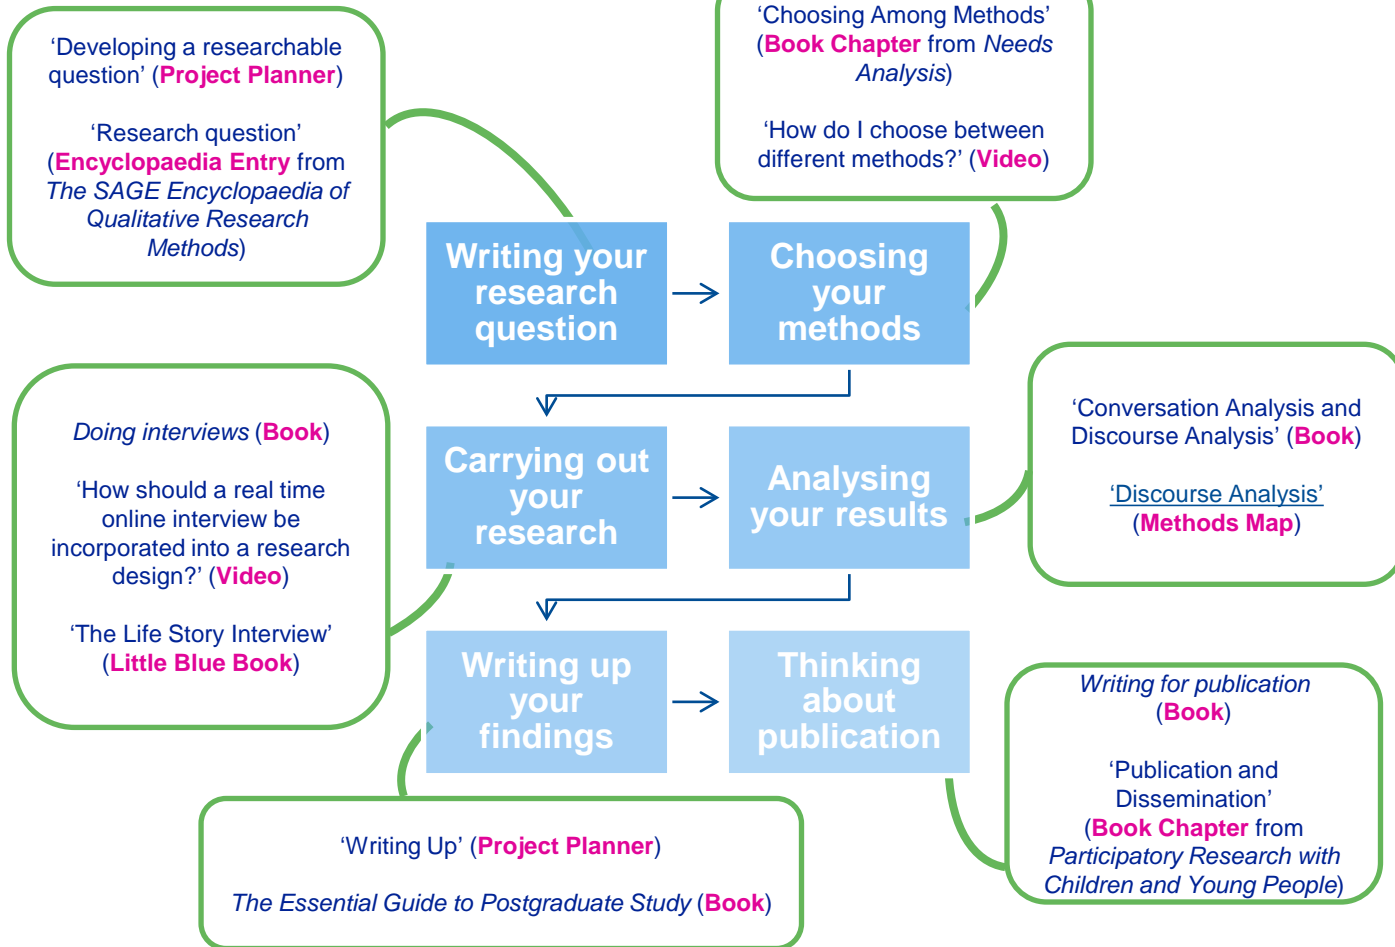 ‘Developing a researchable
question’ (Project Planner)
‘Research question’
(Encyclopaedia Entry from
The SAGE Encyclopaedia of
Qualitative Research
Methods)
‘Choosing Among Methods’
(Book Chapter from Needs
Analysis)
‘How do I choose between
different methods?’ (Video)
Writing your
research
question
Choosing
your
methods
Doing interviews (Book)
‘How should a real time
online interview be
incorporated into a research
design?’ (Video)
‘The Life Story Interview’
(Little Blue Book)
Carrying out
your
research
Analysing
your results
‘Conversation Analysis and
Discourse Analysis’ (Book)
‘Discourse Analysis’
(Methods Map)
Writing up
your
findings
Thinking
about
publication
Writing for publication
(Book)
‘Publication and
Dissemination’
(Book Chapter from
Participatory Research with
Children and Young People)
‘Writing Up’ (Project Planner)
The Essential Guide to Postgraduate Study (Book)